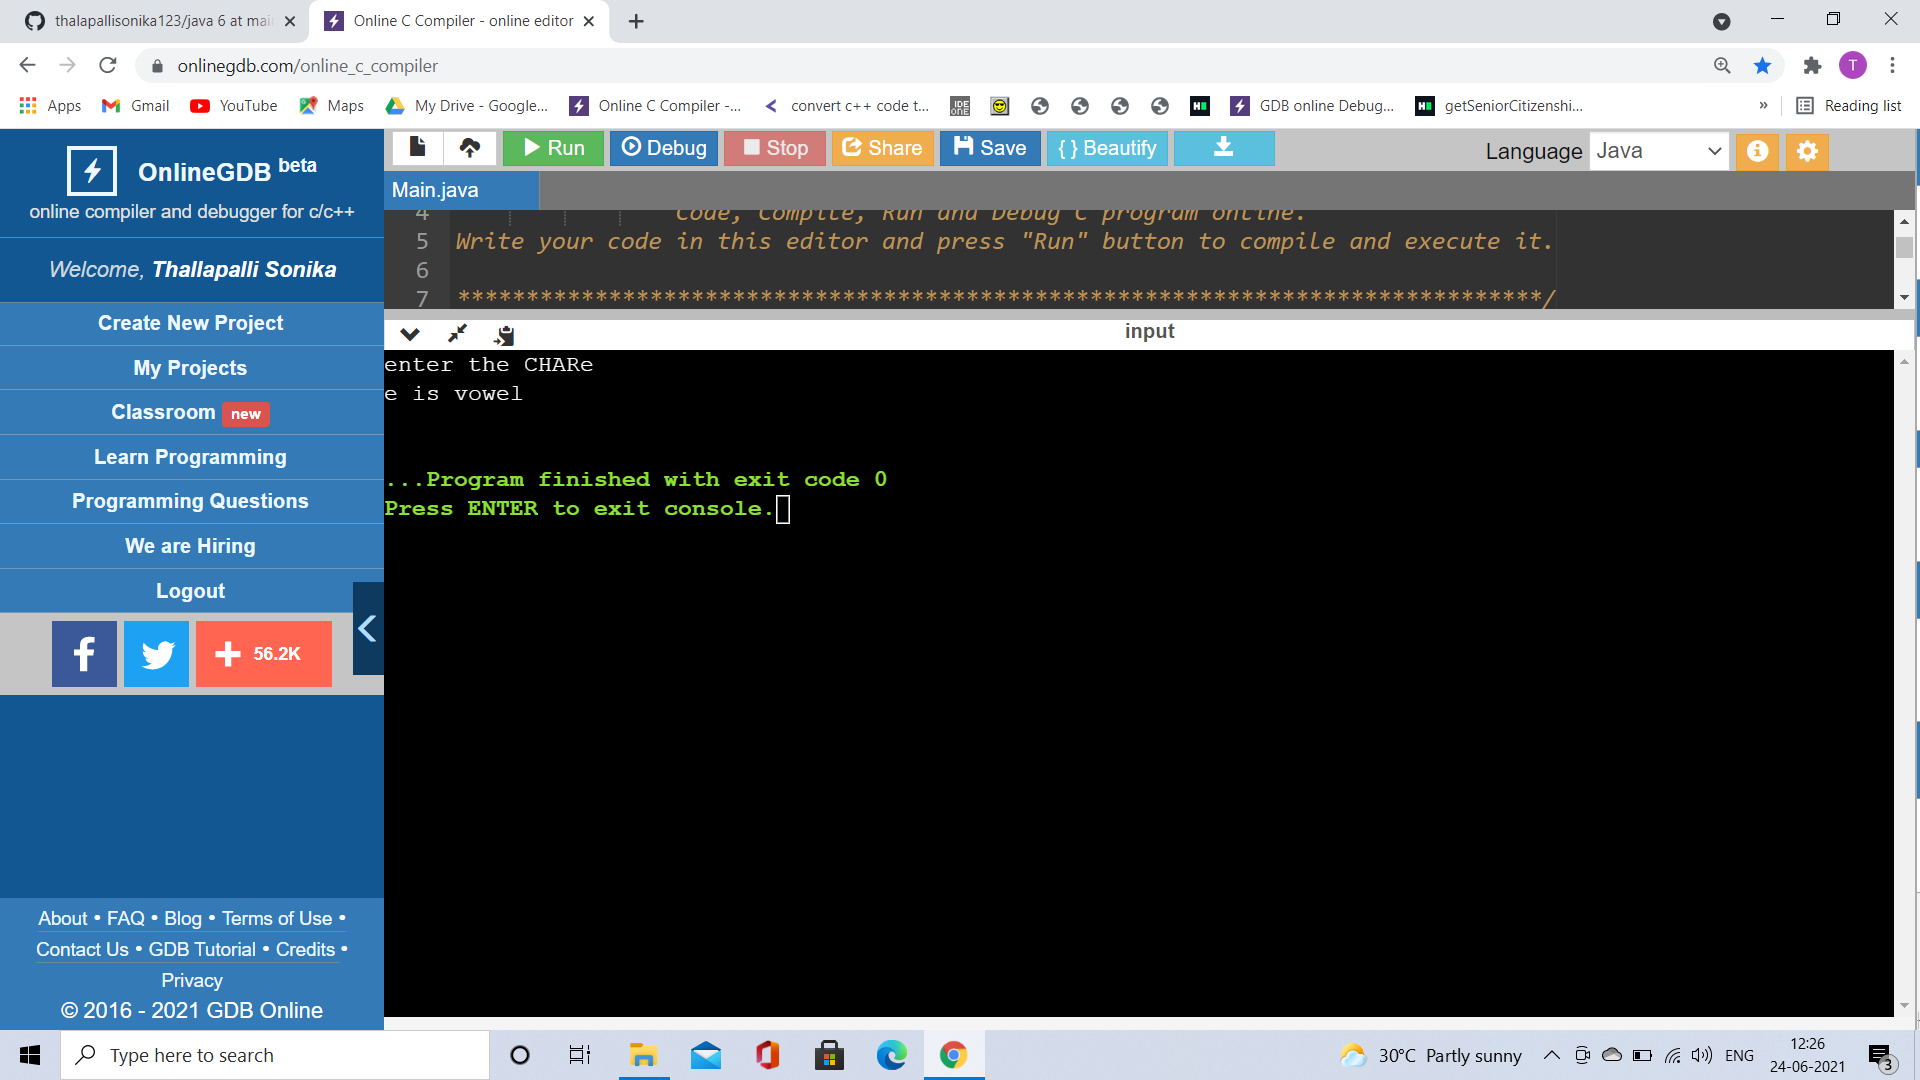 thalapallisonika123/java 6 at mai
Online C Compiler - online editor
onlinegdb.com/online_c_compiler
T
Apps
Gmail
YouTube
Maps
My Drive - Google...
Online C Compiler -...
convert c++ code t...
GDB online Debug...
getSeniorCitizenshi...
»
Reading list
OnlineGDB beta
online compiler and debugger for c/c++
Welcome, Thallapalli Sonika
Create New Project
My Projects
Classroom new
Learn Programming
Programming Questions
We are Hiring
Logout
56.2K
About • FAQ • Blog • Terms of Use •
Contact Us • GDB Tutorial • Credits •
Privacy
© 2016 - 2021 GDB Online
Run
Debug
Stop
Share
Save
{ } Beautify
Language Java
Main.java
4 Code, Compile, Run and Debug C program online.
5 Write your code in this editor and press "Run" button to compile and execute it.
6
7 *******************************************************************************/
input
enter the CHARe
e is vowel
...Program finished with exit code 0
Press ENTER to exit console.
Type here to search
30°C Partly sunny
ENG
12:26
24-06-2021
3